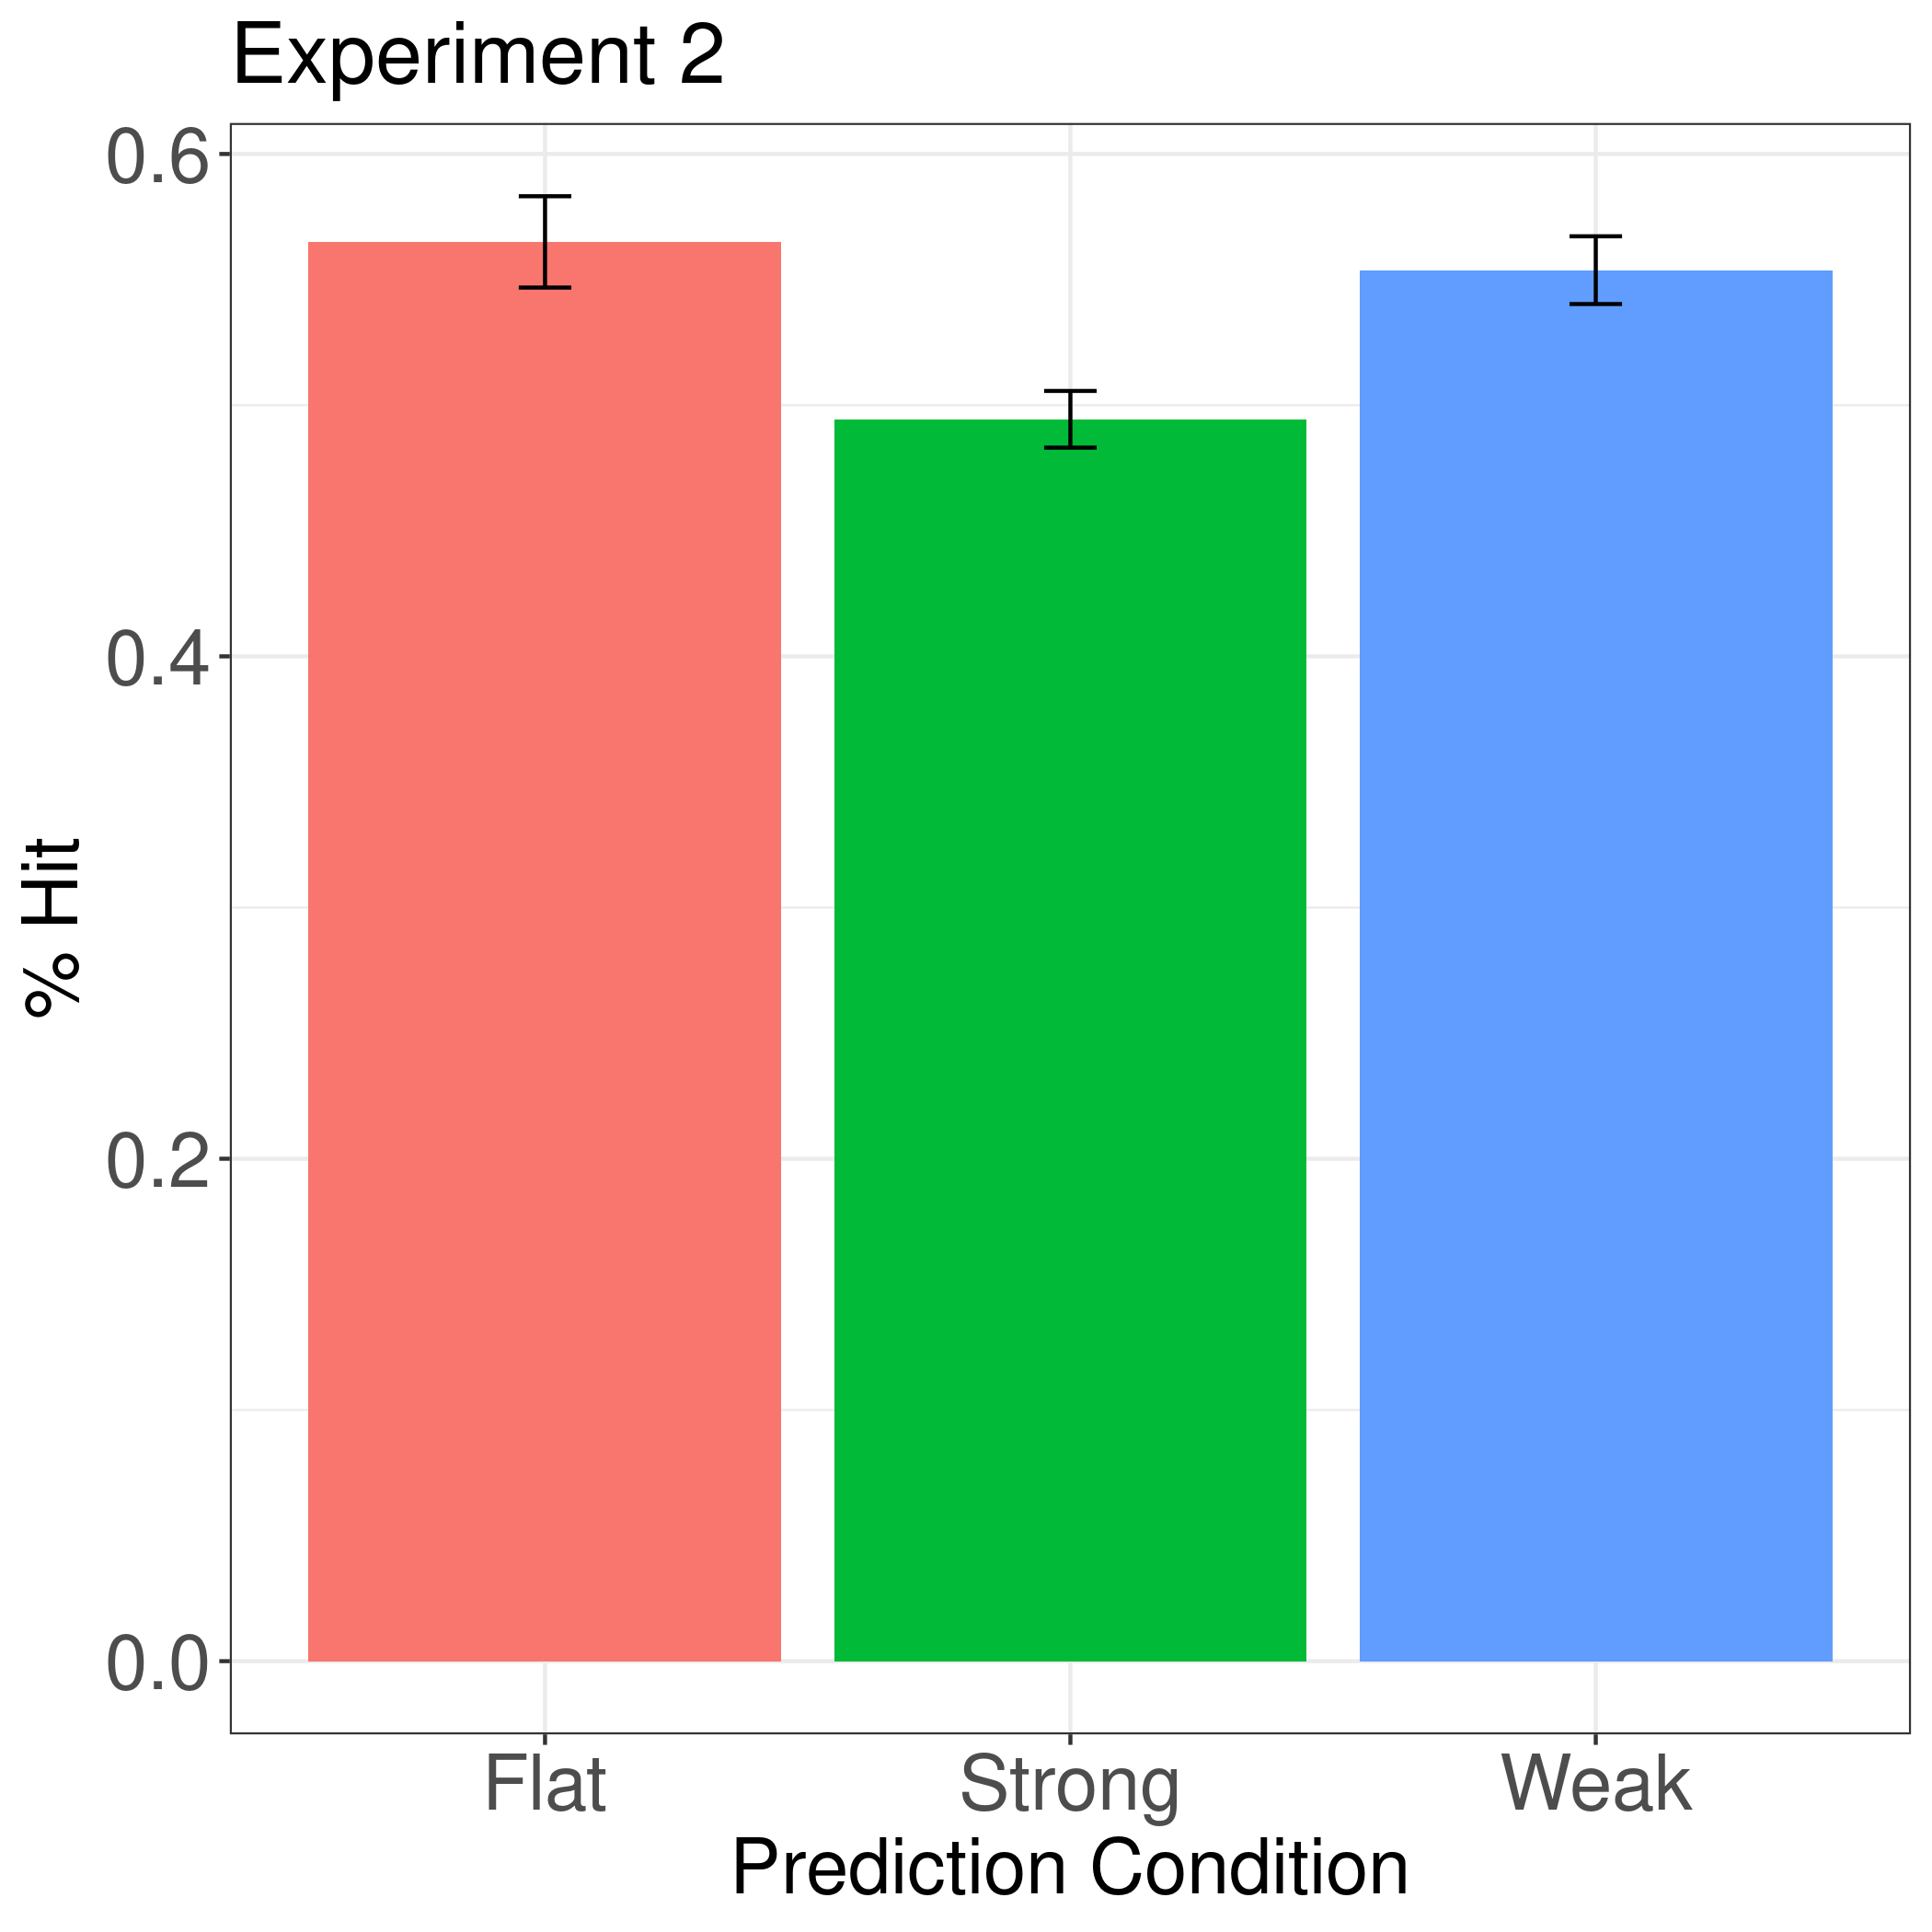 Experiment 2
0.6
0.4
0.2
0.0
% Hit
Flat Strong Weak
Prediction Condition